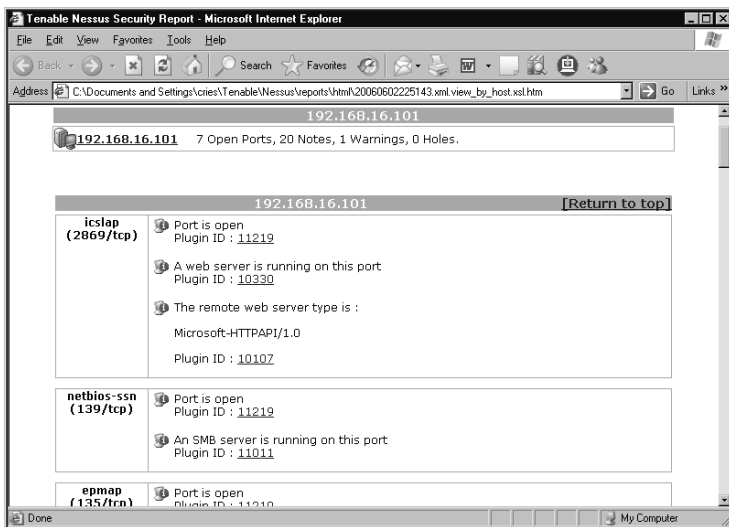 Tenable Nessus Security Report - Microsoft Internet Explorer
File Edit View Favorites Tools Help
Back Search Favorites
Address C:\Documents and Settings\cries\Tenable\Nessus\reports\html\20060602225143.xml.view_by_host.xsl.htm Go Links »
192.168.16.101
192.168.16.101 7 Open Ports, 20 Notes, 1 Warnings, 0 Holes.
192.168.16.101 [Return to top]
icslap
(2869/tcp)
Port is open
Plugin ID : 11219
A web server is running on this port
Plugin ID : 10330
The remote web server type is :
Microsoft-HTTPAPI/1.0
Plugin ID : 10107
netbios-ssn
(139/tcp)
Port is open
Plugin ID : 11219
An SMB server is running on this port
Plugin ID : 11011
epmap
(135/tcp)
Port is open
Plugin ID : 11219
Done My Computer